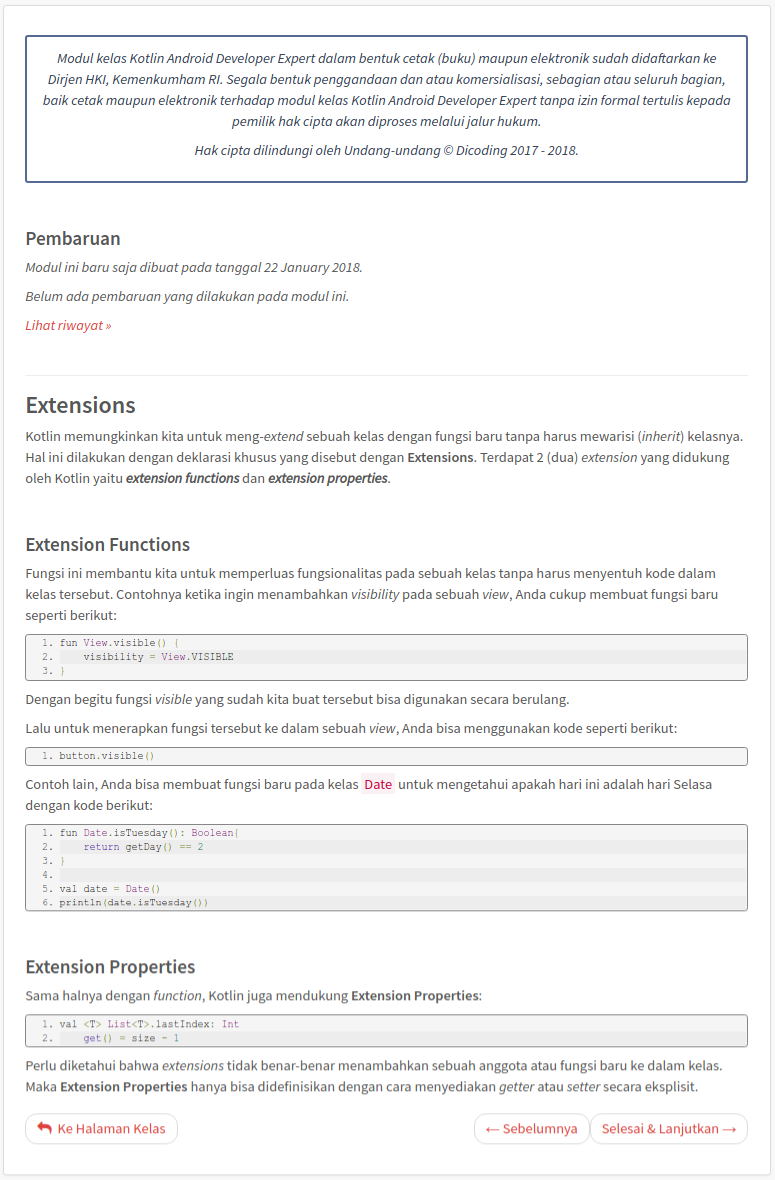 Modul kelas Kotlin Android Developer Expert dalam bentuk cetak (buku) maupun elektronik sudah didaftarkan ke
Dirjen HKI, Kemenkumham RI. Segala bentuk penggandaan dan atau komersialisasi, sebagian atau seluruh bagian,
baik cetak maupun elektronik terhadap modul kelas Kotlin Android Developer Expert tanpa izin formal tertulis kepada
pemilik hak cipta akan diproses melalui jalur hukum.
Hak cipta dilindungi oleh Undang-undang © Dicoding 2017 - 2018.
Pembaruan
Modul ini baru saja dibuat pada tanggal 22 January 2018.
Belum ada pembaruan yang dilakukan pada modul ini.
Lihat riwayat »
Extensions
Kotlin memungkinkan kita untuk meng-extend sebuah kelas dengan fungsi baru tanpa harus mewarisi (inherit) kelasnya.
Hal ini dilakukan dengan deklarasi khusus yang disebut dengan Extensions. Terdapat 2 (dua) extension yang didukung
oleh Kotlin yaitu extension functions dan extension properties.
Extension Functions
Fungsi ini membantu kita untuk memperluas fungsionalitas pada sebuah kelas tanpa harus menyentuh kode dalam
kelas tersebut. Contohnya ketika ingin menambahkan visibility pada sebuah view, Anda cukup membuat fungsi baru
seperti berikut:
1. fun View.visible() {
2.     visibility = View.VISIBLE
3. }
Dengan begitu fungsi visible yang sudah kita buat tersebut bisa digunakan secara berulang.
Lalu untuk menerapkan fungsi tersebut ke dalam sebuah view, Anda bisa menggunakan kode seperti berikut:
1. button.visible()
Contoh lain, Anda bisa membuat fungsi baru pada kelas Date untuk mengetahui apakah hari ini adalah hari Selasa
dengan kode berikut:
1. fun Date.isTuesday(): Boolean{
2.     return getDay() == 2
3. }
4.
5. val date = Date()
6. println(date.isTuesday())
Extension Properties
Sama halnya dengan function, Kotlin juga mendukung Extension Properties:
1. val <T> List<T>.lastIndex: Int
2.     get() = size - 1
Perlu diketahui bahwa extensions tidak benar-benar menambahkan sebuah anggota atau fungsi baru ke dalam kelas.
Maka Extension Properties hanya bisa didefinisikan dengan cara menyediakan getter atau setter secara eksplisit.
Ke Halaman Kelas
← Sebelumnya
Selesai & Lanjutkan →